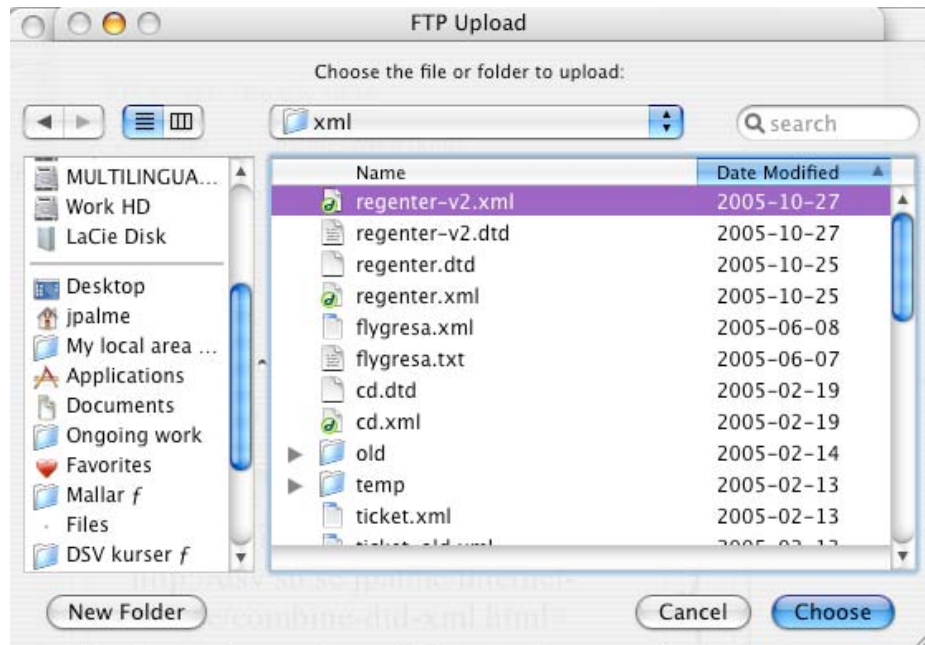 FTP Upload
Choose the file or folder to upload:
xml
search
MULTILINGUA...
Work HD
LaCie Disk
Desktop
jpalme
My local area ...
Applications
Documents
Ongoing work
Favorites
Mallar ƒ
Files
DSV kurser ƒ
Name Date Modified
regenter-v2.xml 2005-10-27
regenter-v2.dtd 2005-10-27
regenter.dtd 2005-10-25
regenter.xml 2005-10-25
flygresa.xml 2005-06-08
flygresa.txt 2005-06-07
cd.dtd 2005-02-19
cd.xml 2005-02-19
old 2005-02-14
temp 2005-02-13
ticket.xml 2005-02-13
New Folder
Cancel
Choose